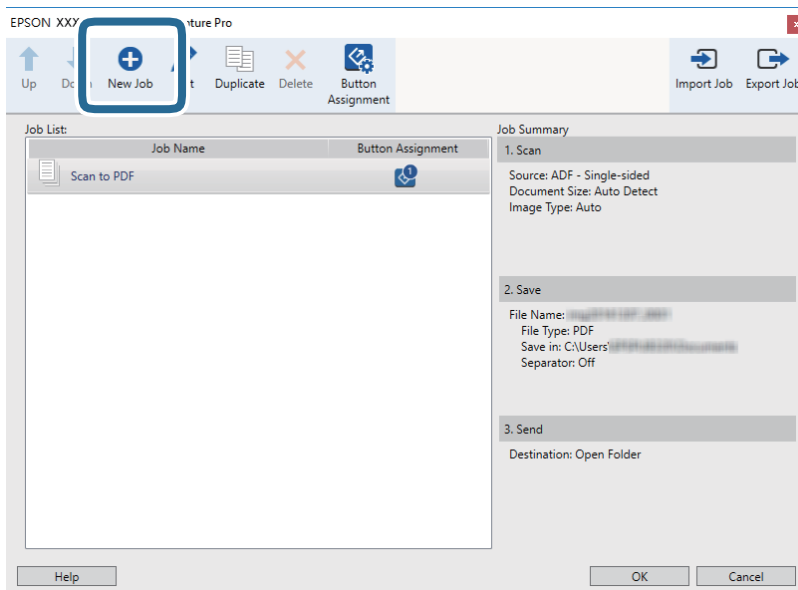 EPSON XXX ture Pro
Up
New Job
Duplicate
Delete
Button
Assignment
Import Job
Export Job
Job List:
Job Name
Button Assignment
Scan to PDF
1
Job Summary
1. Scan
Source: ADF - Single-sided
Document Size: Auto Detect
Image Type: Auto
2. Save
File Name:
File Type: PDF
Save in: C:\Users\
Separator: Off
3. Send
Destination: Open Folder
Help
OK
Cancel